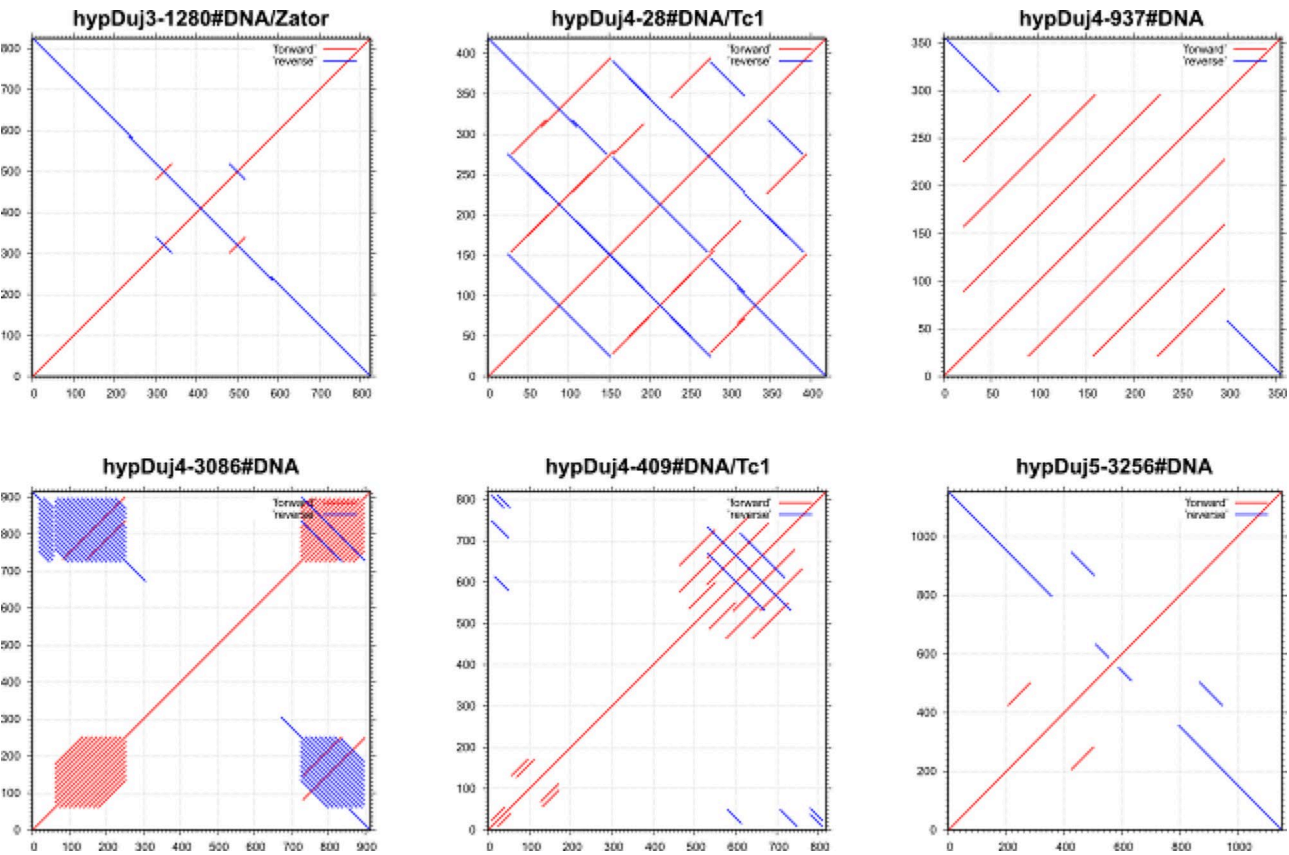 hypDuj3-1280#DNA/Zator
'forward'
'reverse'
800
700
600
500
400
300
200
100
0
0 100 200 300 400 500 600 700 800
hypDuj4-28#DNA/Tc1
'forward'
'reverse'
400
350
300
250
200
150
100
50
0
0 50 100 150 200 250 300 350 400
hypDuj4-937#DNA
'forward'
'reverse'
350
300
250
200
150
100
50
0
0 50 100 150 200 250 300 350
hypDuj4-3086#DNA
'forward'
'reverse'
900
800
700
600
500
400
300
200
100
0
0 100 200 300 400 500 600 700 800 900
hypDuj4-409#DNA/Tc1
'forward'
'reverse'
800
700
600
500
400
300
200
100
0
0 100 200 300 400 500 600 700 800
hypDuj5-3256#DNA
'forward'
'reverse'
1000
800
600
400
200
0
0 200 400 600 800 1000